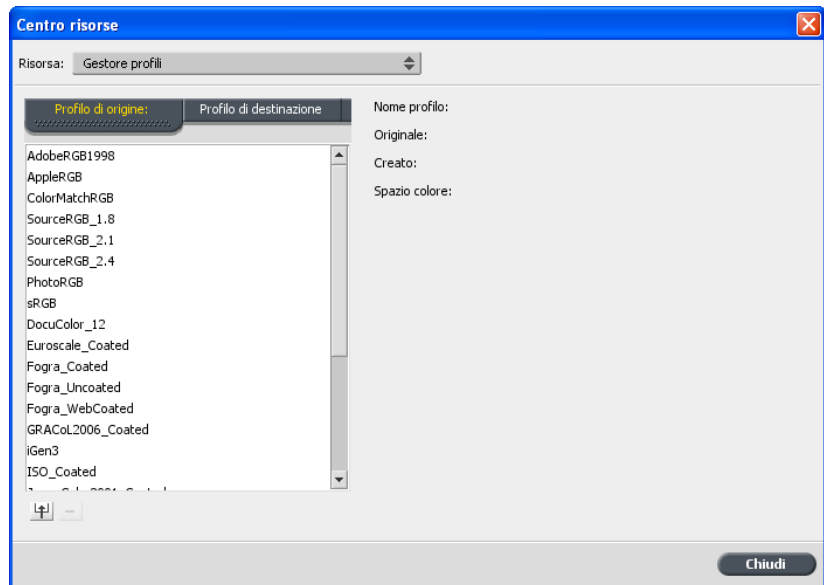 Centro risorse
Risorsa: Gestore profili
Profilo di origine: Profilo di destinazione
Nome profilo:
Originale:
Creato:
Spazio colore:
AdobeRGB1998
AppleRGB
ColorMatchRGB
SourceRGB_1.8
SourceRGB_2.1
SourceRGB_2.4
PhotoRGB
sRGB
DocuColor_12
Euroscale_Coated
Fogra_Coated
Fogra_Uncoated
Fogra_WebCoated
GRACoL2006_Coated
iGen3
ISO_Coated
Chiudi